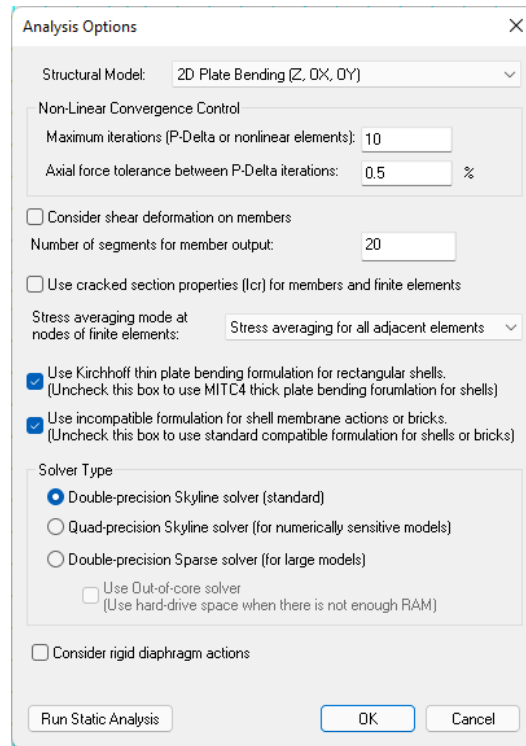 Analysis Options
Structural Model: 2D Plate Bending (Z, OX, OY)
Non-Linear Convergence Control
Maximum iterations (P-Delta or nonlinear elements): 10
Axial force tolerance between P-Delta iterations: 0.5 %
Consider shear deformation on members
Number of segments for member output: 20
Use cracked section properties (Icr) for members and finite elements
Stress averaging mode at
nodes of finite elements: Stress averaging for all adjacent elements
Use Kirchhoff thin plate bending formulation for rectangular shells.
(Uncheck this box to use MITC4 thick plate bending forumlation for shells)
Use incompatible formulation for shell membrane actions or bricks.
(Uncheck this box to use standard compatible formulation for shells or bricks)
Solver Type
Double-precision Skyline solver (standard)
Quad-precision Skyline solver (for numerically sensitive models)
Double-precision Sparse solver (for large models)
Use Out-of-core solver
(Use hard-drive space when there is not enough RAM)
Consider rigid diaphragm actions
Run Static Analysis OK Cancel